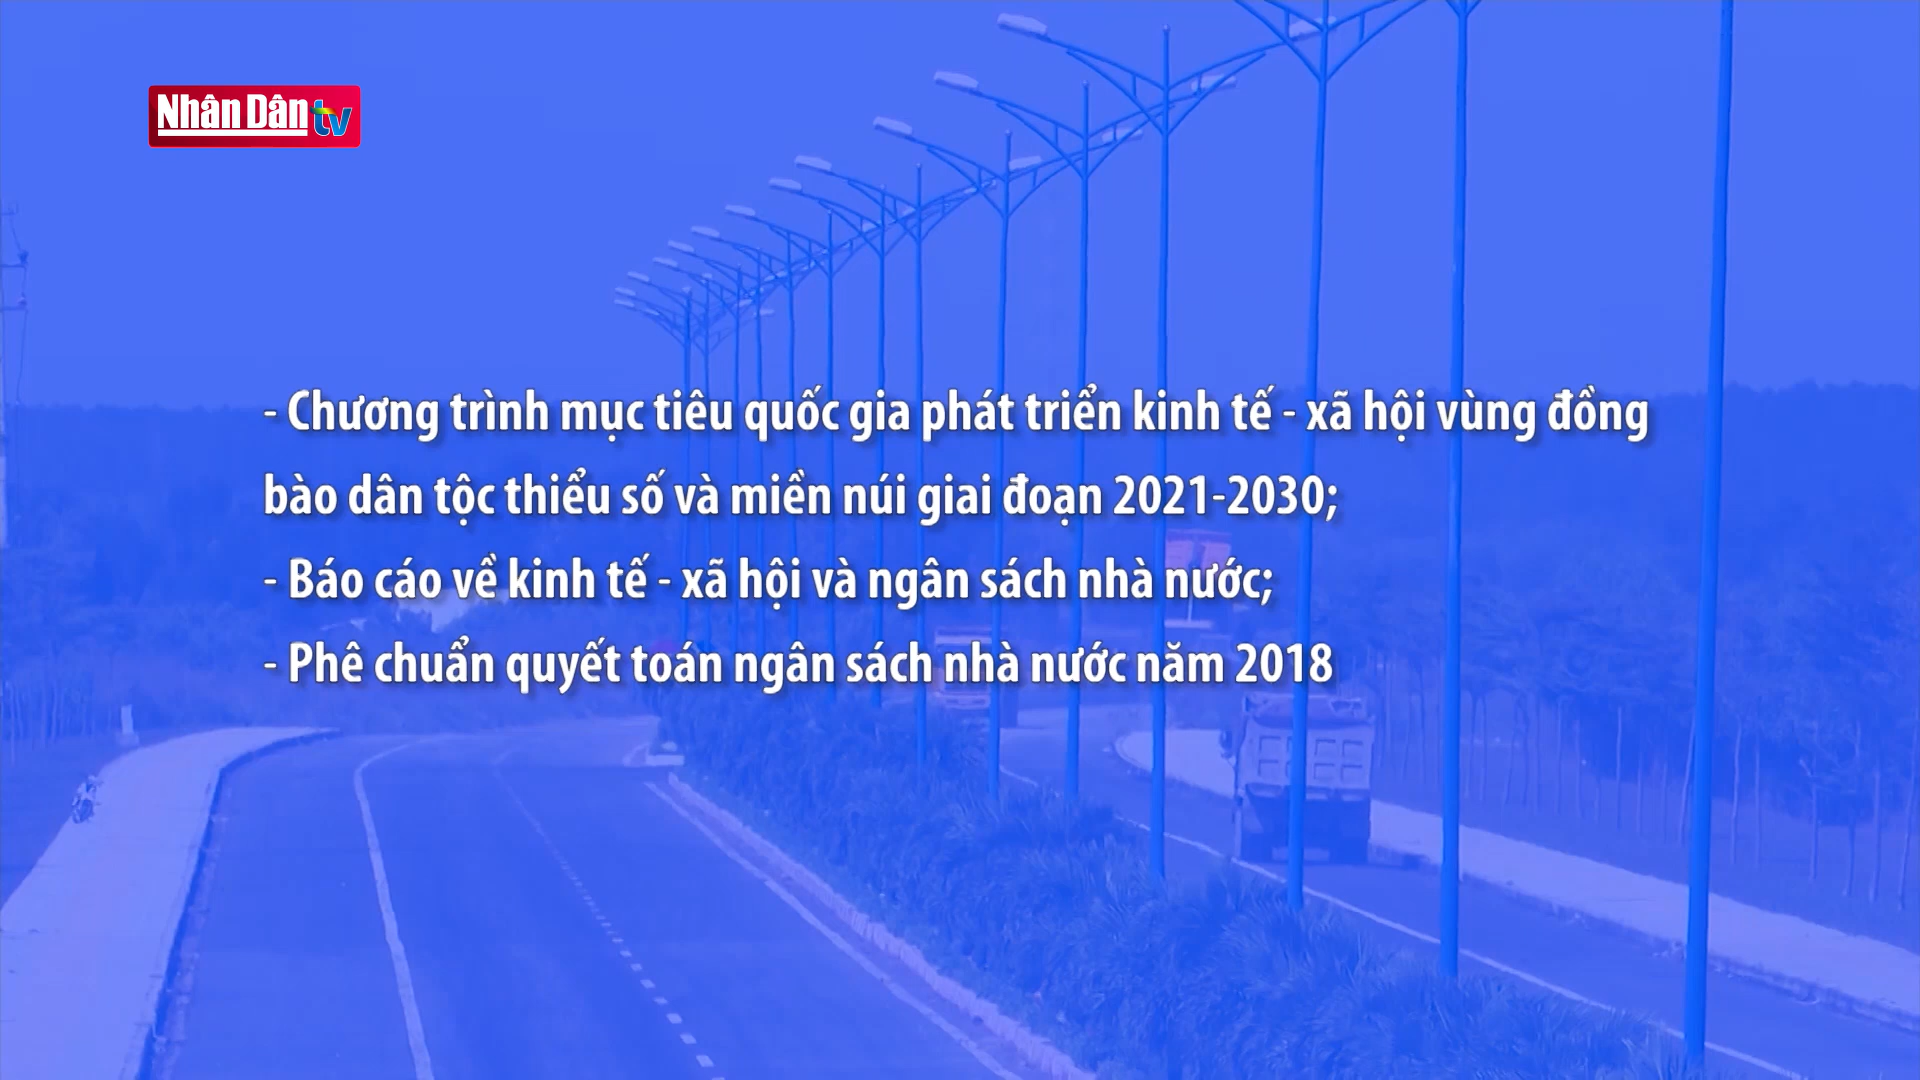 Nhân Dân tv
- Chương trình mục tiêu quốc gia phát triển kinh tế - xã hội vùng đồng
bào dân tộc thiểu số và miền núi giai đoạn 2021-2030;
- Báo cáo về kinh tế - xã hội và ngân sách nhà nước;
- Phê chuẩn quyết toán ngân sách nhà nước năm 2018